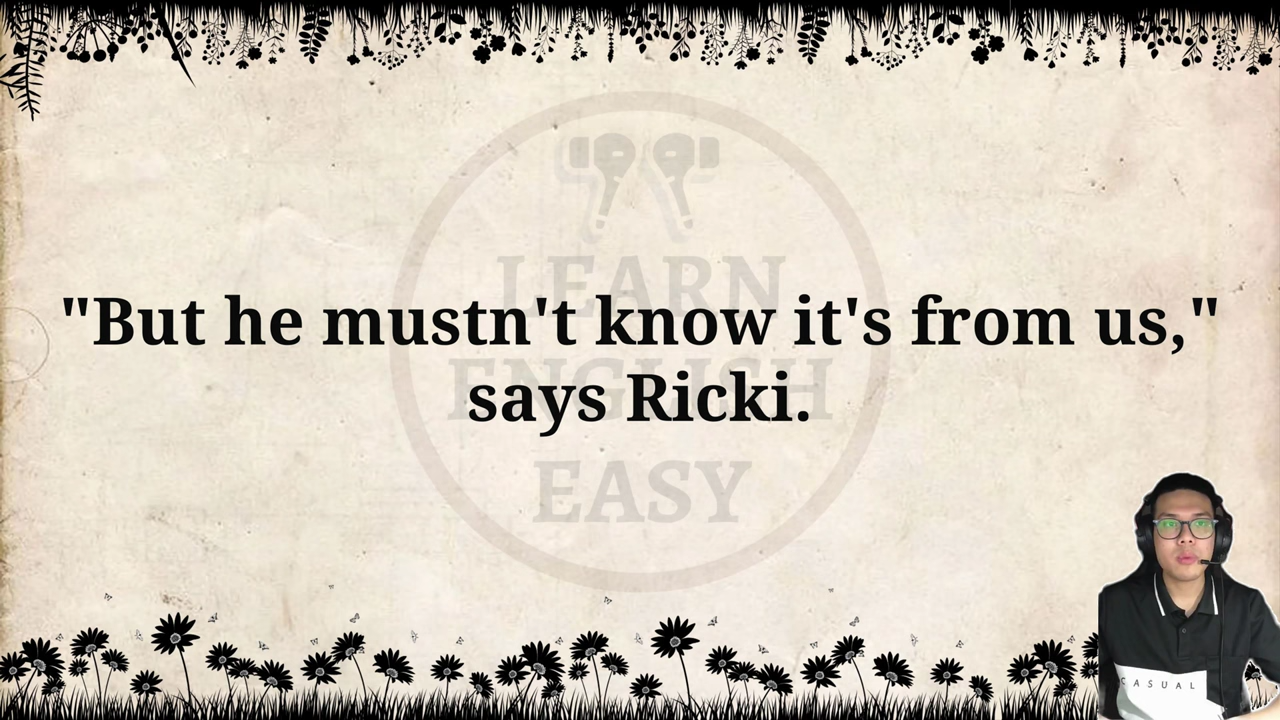 LEARN
"But he mustn't know it's from us,"
ENGLISH
says Ricki.
EASY
CASUAL